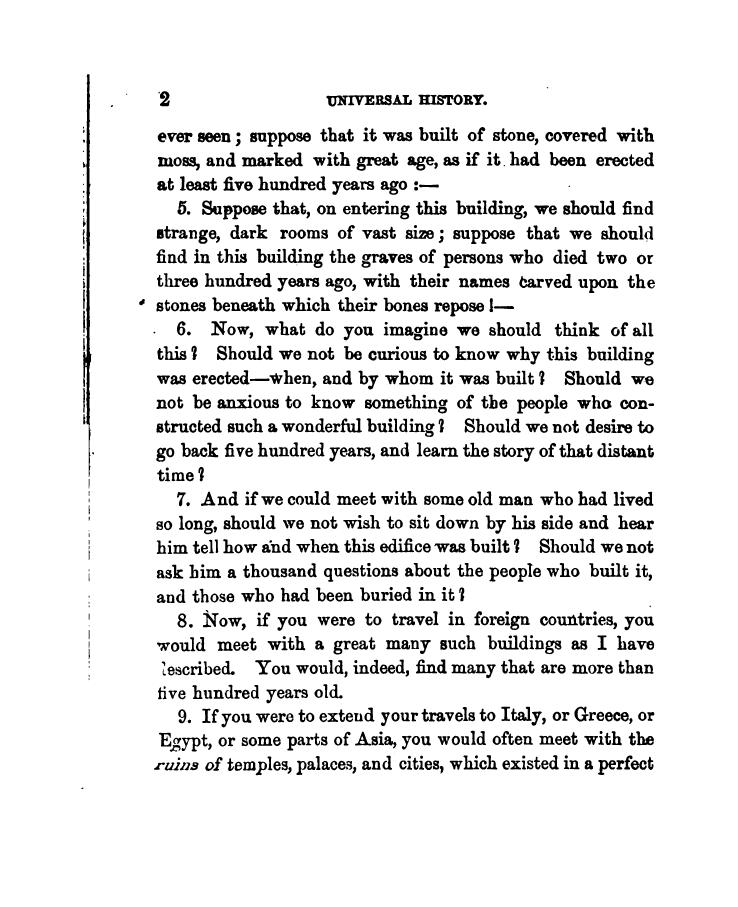 2 UNIVERSAL HISTORY.
ever seen; suppose that it was built of stone, covered with
moss, and marked with great age, as if it had been erected
at least five hundred years ago :—
5. Suppose that, on entering this building, we should find
strange, dark rooms of vast size; suppose that we should
find in this building the graves of persons who died two or
three hundred years ago, with their names carved upon the
stones beneath which their bones repose!—
6. Now, what do you imagine we should think of all
this? Should we not be curious to know why this building
was erected—when, and by whom it was built? Should we
not be anxious to know something of the people who con-
structed such a wonderful building? Should we not desire to
go back five hundred years, and learn the story of that distant
time?
7. And if we could meet with some old man who had lived
so long, should we not wish to sit down by his side and hear
him tell how and when this edifice was built? Should we not
ask him a thousand questions about the people who built it,
and those who had been buried in it?
8. Now, if you were to travel in foreign countries, you
would meet with a great many such buildings as I have
described. You would, indeed, find many that are more than
five hundred years old.
9. If you were to extend your travels to Italy, or Greece, or
Egypt, or some parts of Asia, you would often meet with the
ruins of temples, palaces, and cities, which existed in a perfect